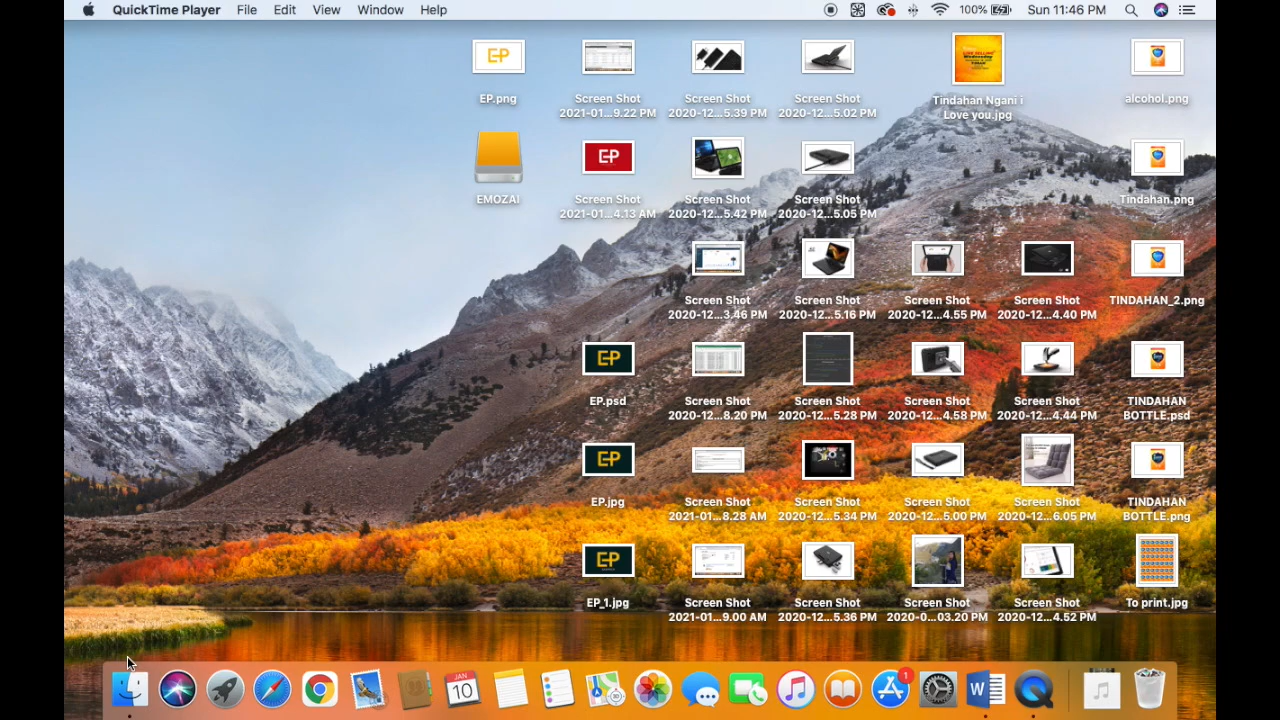 QuickTime Player File Edit View Window Help 100% Sun 11:46 PM
EP.png
Screen Shot
2021-01...9.22 PM
Screen Shot
2020-12...5.39 PM
Screen Shot
2020-12...5.02 PM
Tindahan Ngani i
Love you.jpg
alcohol.png
EMOZAI
EP
Screen Shot
2021-01...4.13 AM
Screen Shot
2020-12...5.42 PM
Screen Shot
2020-12...5.05 PM
Tindahan.png
Screen Shot
2020-12...3.46 PM
Screen Shot
2020-12...5.16 PM
Screen Shot
2020-12...4.55 PM
Screen Shot
2020-12...4.40 PM
TINDAHAN_2.png
EP
EP.psd
Screen Shot
2020-12...8.20 PM
Screen Shot
2020-12...5.28 PM
Screen Shot
2020-12...4.58 PM
Screen Shot
2020-12...4.44 PM
TINDAHAN
BOTTLE.psd
EP
EP.jpg
Screen Shot
2021-01...8.28 AM
Screen Shot
2020-12...5.34 PM
Screen Shot
2020-12...5.00 PM
Screen Shot
2020-12...6.05 PM
TINDAHAN
BOTTLE.png
EP
EP_1.jpg
Screen Shot
2021-01...9.00 AM
Screen Shot
2020-12...5.36 PM
Screen Shot
2020-0...03.20 PM
Screen Shot
2020-12...4.52 PM
To print.jpg
JAN
10
1
W